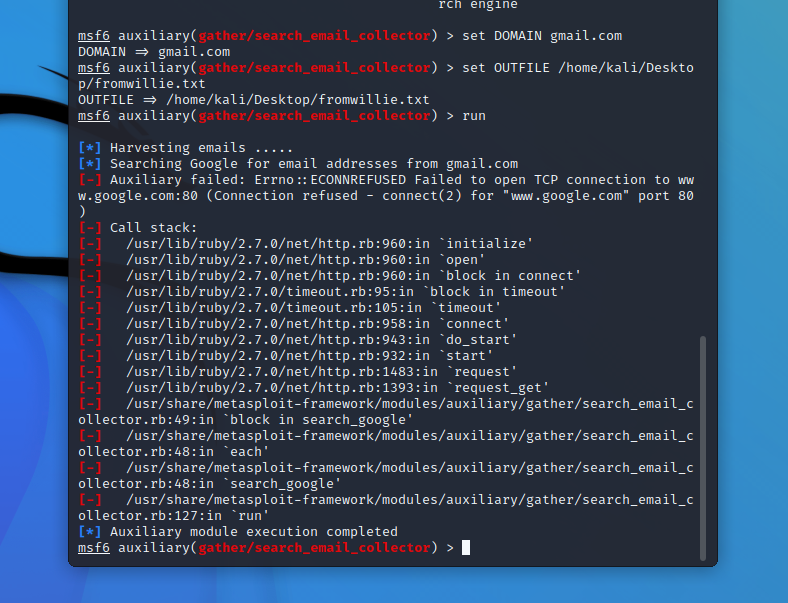 rch engine
msf6 auxiliary(gather/search_email_collector) > set DOMAIN gmail.com
DOMAIN => gmail.com
msf6 auxiliary(gather/search_email_collector) > set OUTFILE /home/kali/Deskto
p/fromwillie.txt
OUTFILE => /home/kali/Desktop/fromwillie.txt
msf6 auxiliary(gather/search_email_collector) > run
[*] Harvesting emails .....
[*] Searching Google for email addresses from gmail.com
[-] Auxiliary failed: Errno::ECONNREFUSED Failed to open TCP connection to ww
w.google.com:80 (Connection refused - connect(2) for "www.google.com" port 80
)
[-] Call stack:
[-]   /usr/lib/ruby/2.7.0/net/http.rb:960:in `initialize'
[-]   /usr/lib/ruby/2.7.0/net/http.rb:960:in `open'
[-]   /usr/lib/ruby/2.7.0/net/http.rb:960:in `block in connect'
[-]   /usr/lib/ruby/2.7.0/timeout.rb:95:in `block in timeout'
[-]   /usr/lib/ruby/2.7.0/timeout.rb:105:in `timeout'
[-]   /usr/lib/ruby/2.7.0/net/http.rb:958:in `connect'
[-]   /usr/lib/ruby/2.7.0/net/http.rb:943:in `do_start'
[-]   /usr/lib/ruby/2.7.0/net/http.rb:932:in `start'
[-]   /usr/lib/ruby/2.7.0/net/http.rb:1483:in `request'
[-]   /usr/lib/ruby/2.7.0/net/http.rb:1393:in `request_get'
[-]   /usr/share/metasploit-framework/modules/auxiliary/gather/search_email_c
ollector.rb:49:in `block in search_google'
[-]   /usr/share/metasploit-framework/modules/auxiliary/gather/search_email_c
ollector.rb:48:in `each'
[-]   /usr/share/metasploit-framework/modules/auxiliary/gather/search_email_c
ollector.rb:48:in `search_google'
[-]   /usr/share/metasploit-framework/modules/auxiliary/gather/search_email_c
ollector.rb:127:in `run'
[*] Auxiliary module execution completed
msf6 auxiliary(gather/search_email_collector) >